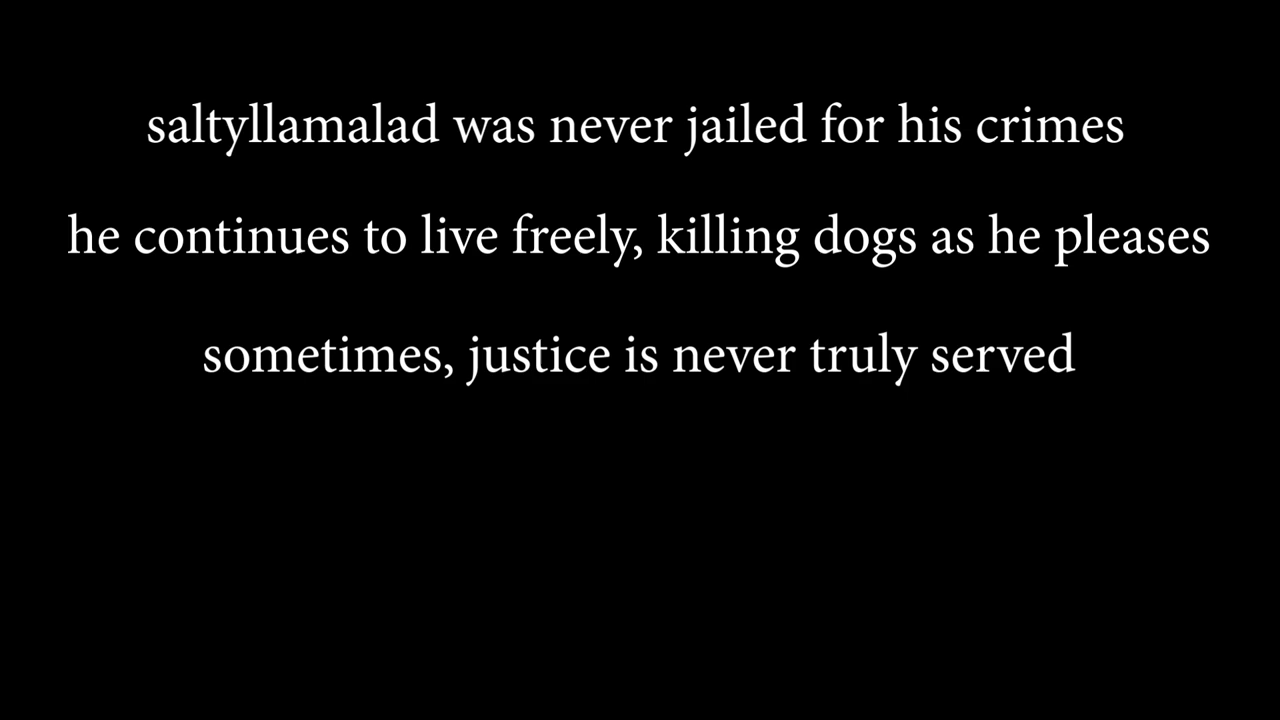 saltyllamalad was never jailed for his crimes
he continues to live freely, killing dogs as he pleases
sometimes, justice is never truly served